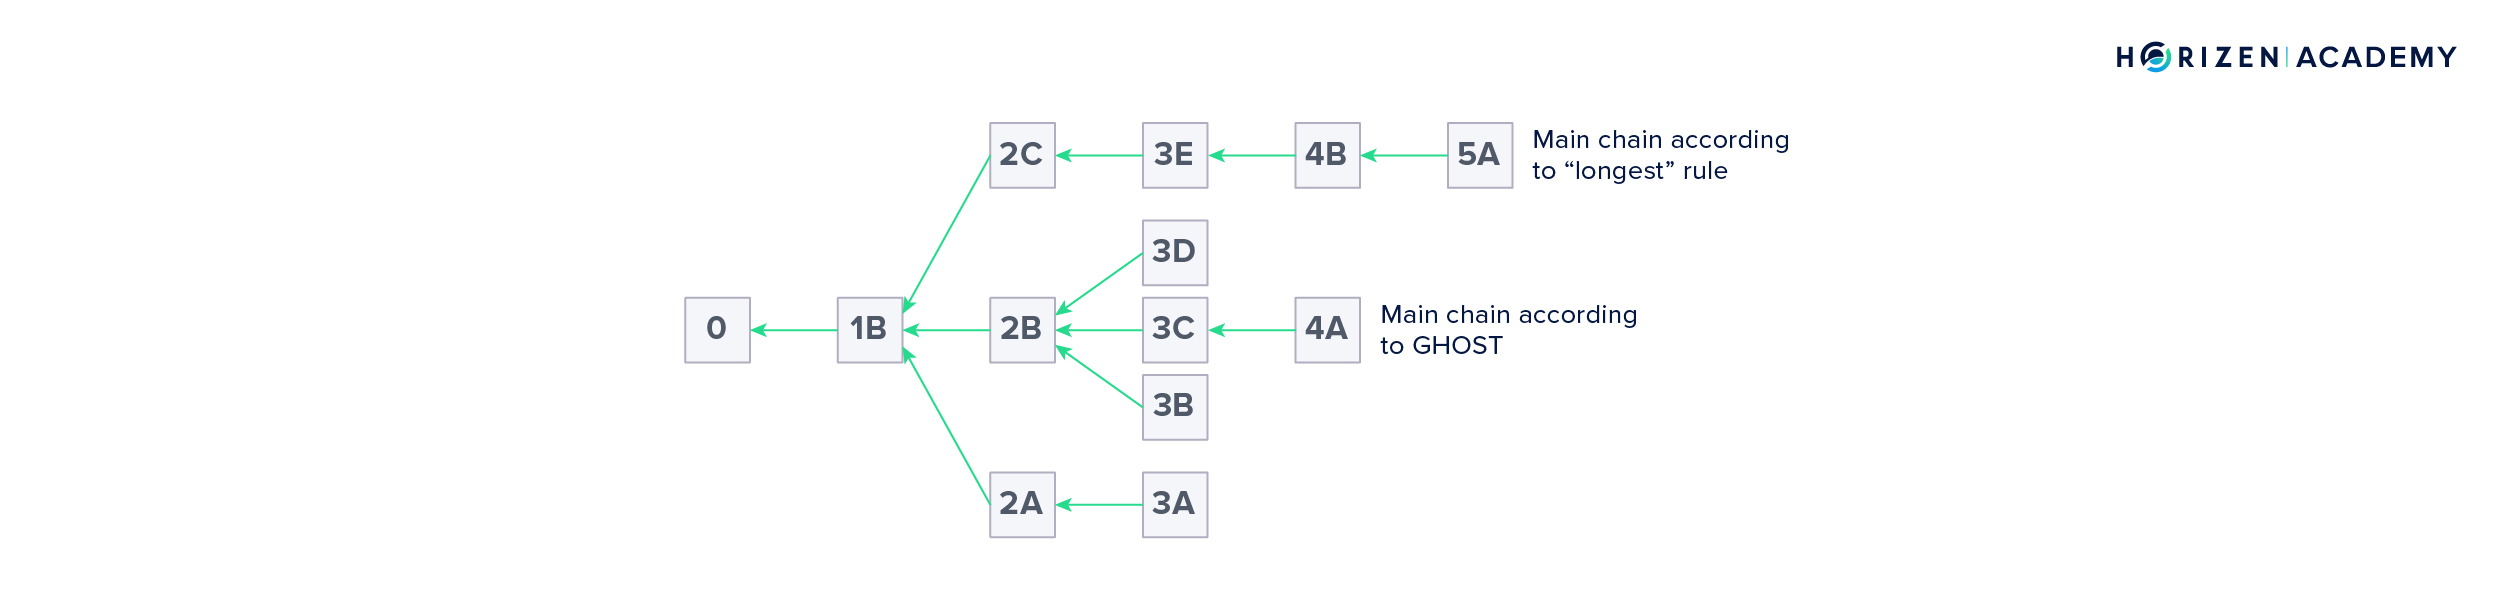 HORIZEN | ACADEMY
2C
3E
4B
5A
Main chain according
to “longest” rule
3D
0
1B
2B
3C
4A
Main chain according
to GHOST
3B
2A
3A